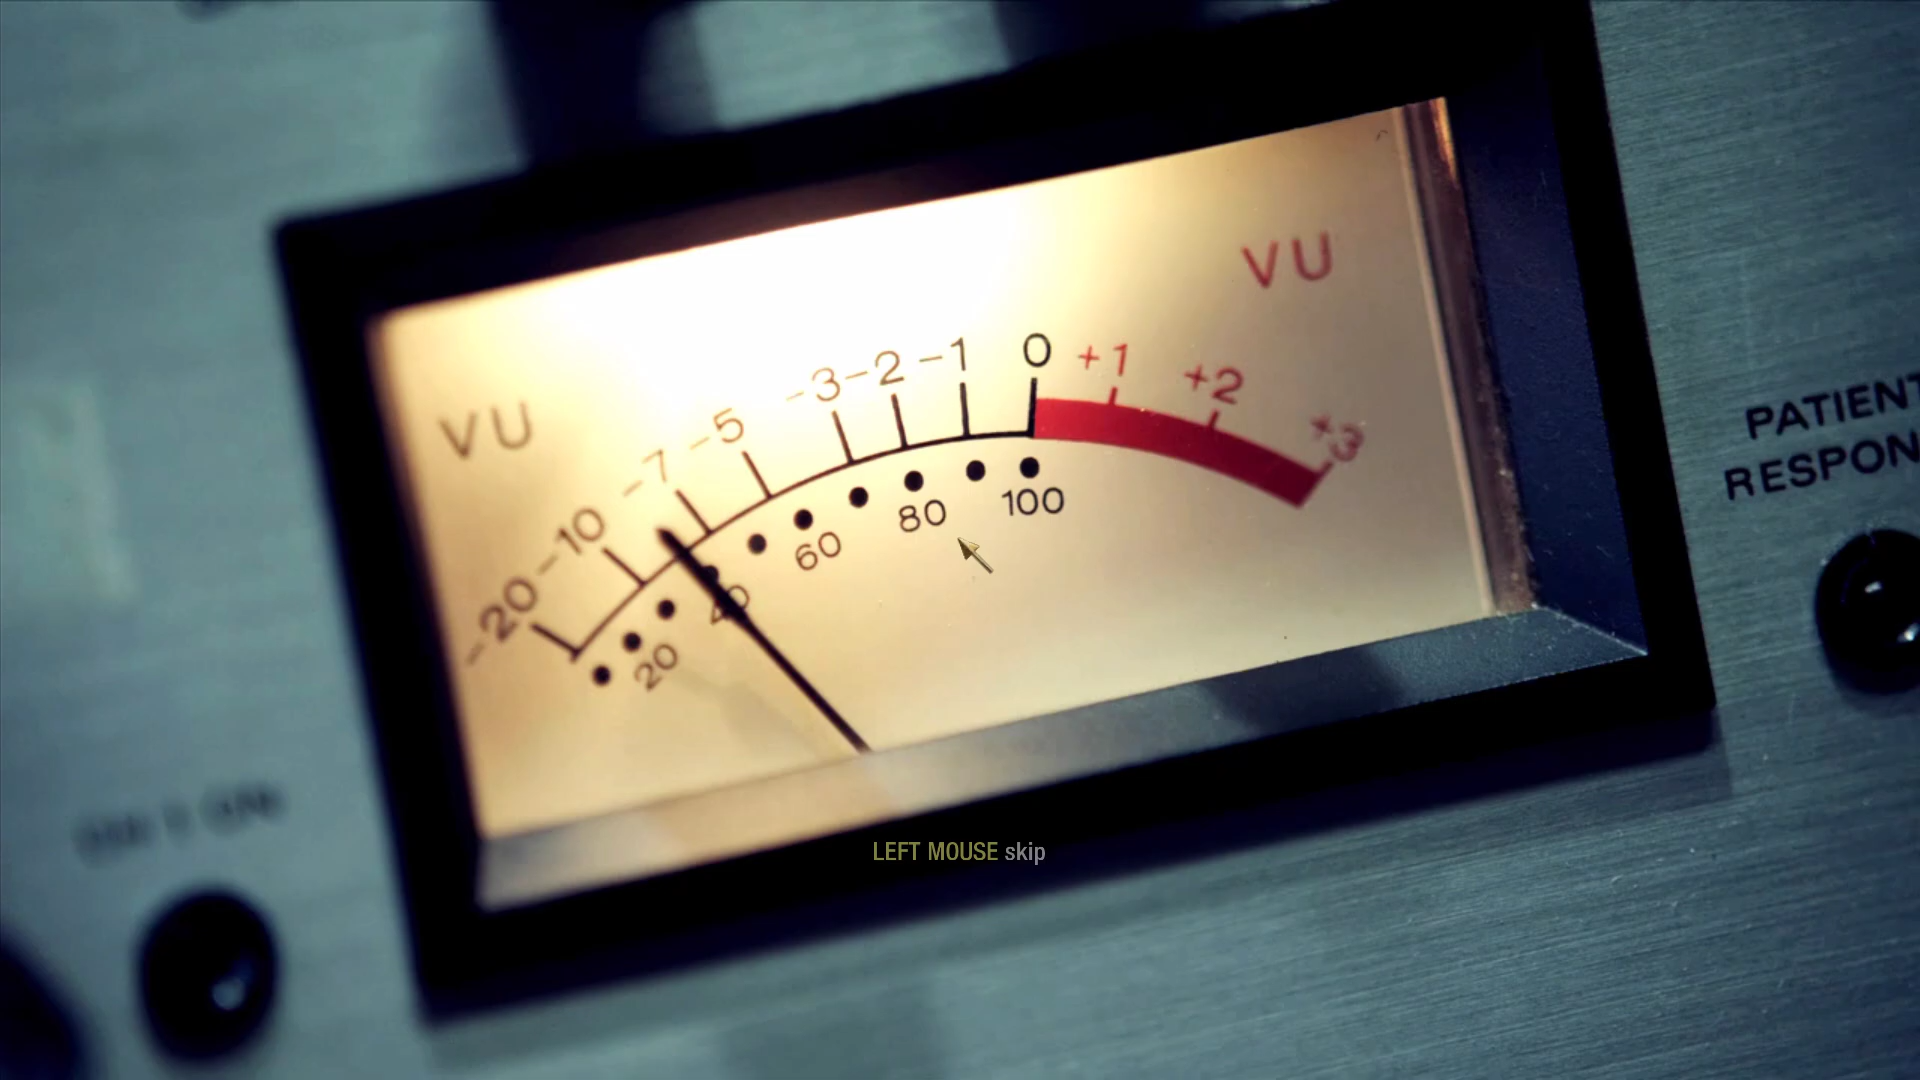 VU
VU
-20 -10 -7 -5 -3 -2 -1 0 +1 +2 +3
20 40 60 80 100
PATIENT
RESPON
LEFT MOUSE skip